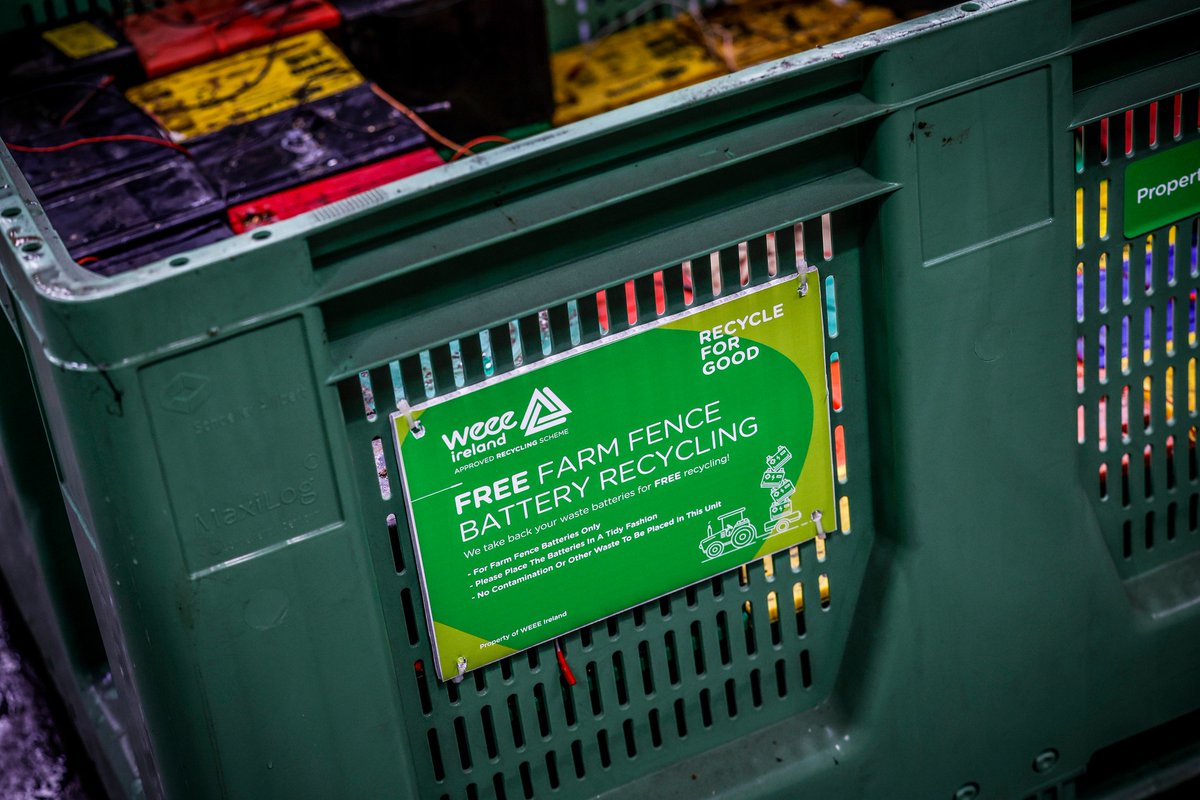 RECYCLE
FOR
GOOD
weee
ireland
APPROVED RECYCLING SCHEME
FREE FARM FENCE
BATTERY RECYCLING
We take back your waste batteries for FREE recycling!
- For Farm Fence Batteries Only
- Please Place The Batteries In A Tidy Fashion
- No Contamination Or Other Waste To Be Placed In This Unit
Property of WEEE Ireland
Propert
MaxiLog